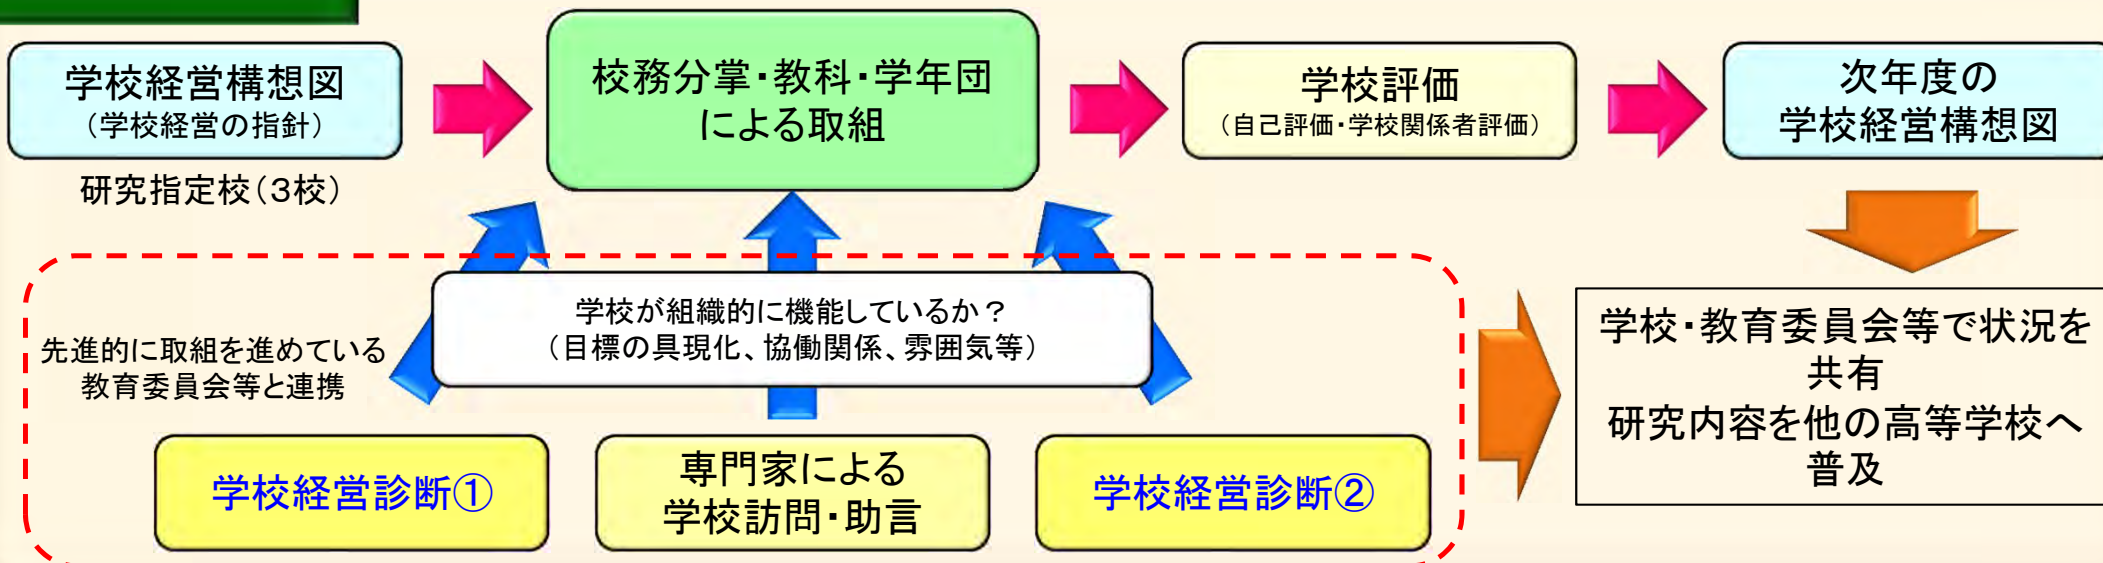 学校経営構想図
（学校経営の指針）
研究指定校（３校）
校務分掌・教科・学年団
による取組
学校評価
（自己評価・学校関係者評価）
次年度の
学校経営構想図
学校が組織的に機能しているか？
（目標の具現化、協働関係、雰囲気等）
先進的に取組を進めている
教育委員会等と連携
学校経営診断①
専門家による
学校訪問・助言
学校経営診断②
学校・教育委員会等で状況を
共有
研究内容を他の高等学校へ
普及